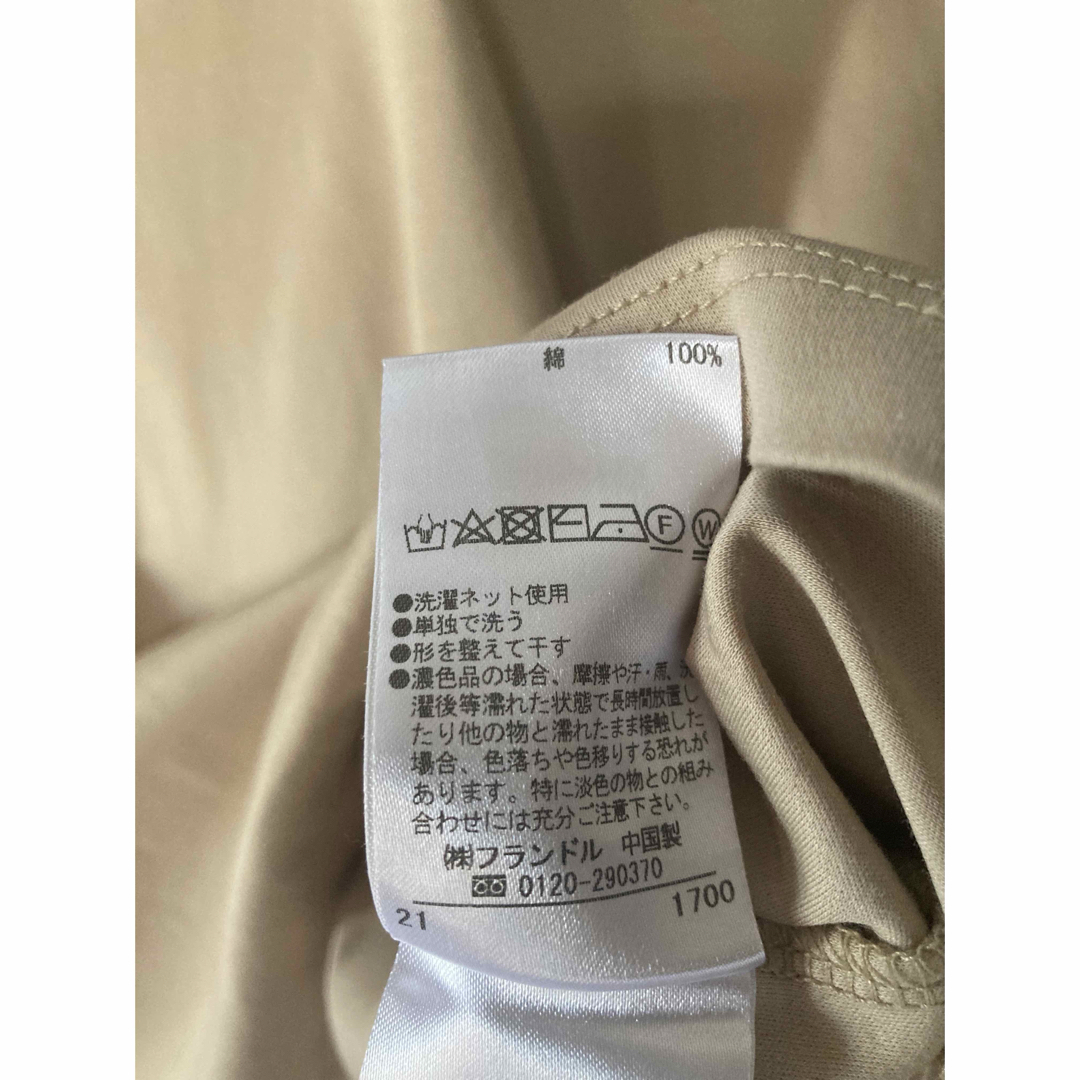 綿 100%
F W
●洗濯ネット使用
●単独で洗う
●形を整えて干す
●濃色品の場合、摩擦や汗・雨、
濯後等濡れた状態で長時間放置し
たり他の物と濡れたまま接触した
場合、色落ちや色移りする恐れが
あります。特に淡色の物との組み
合わせには充分ご注意下さい。
㈱フランドル 中国製
0120-290370
21 1700